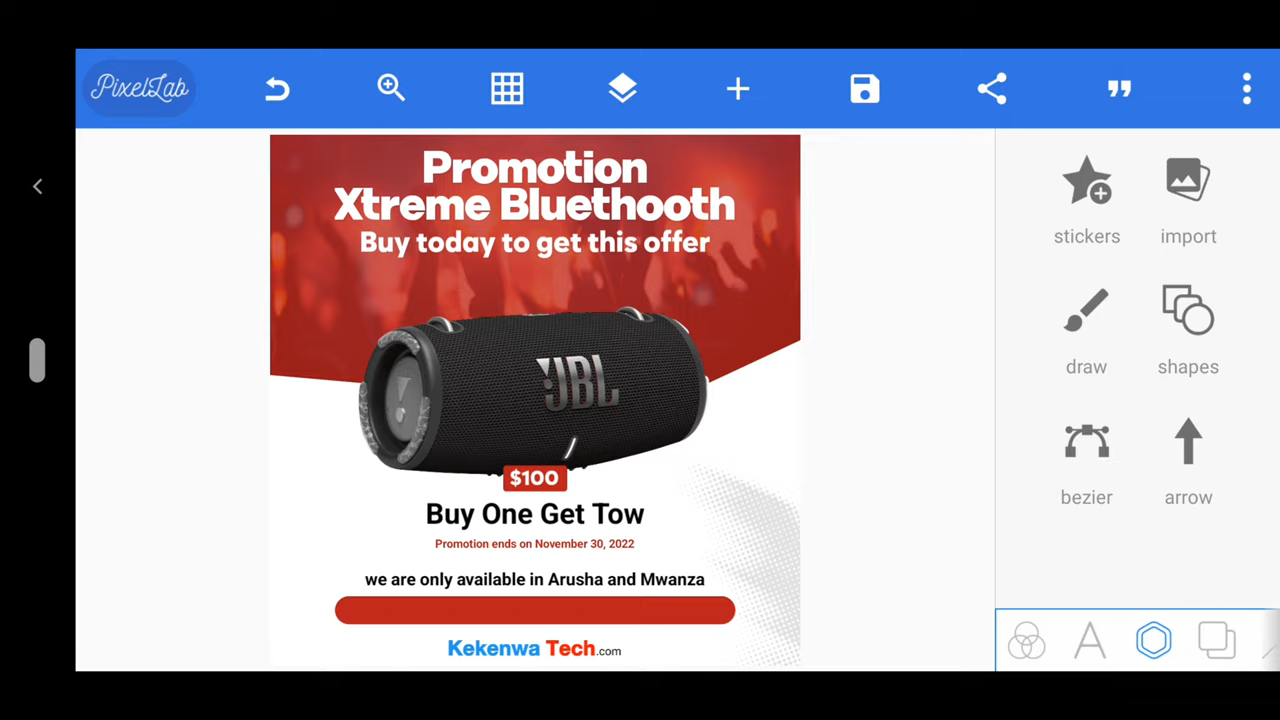 PixelLab
Promotion
Xtreme Bluethooth
Buy today to get this offer
JBL
$100
Buy One Get Tow
Promotion ends on November 30, 2022
we are only available in Arusha and Mwanza
Kekenwa Tech.com
stickers
import
draw
shapes
bezier
arrow